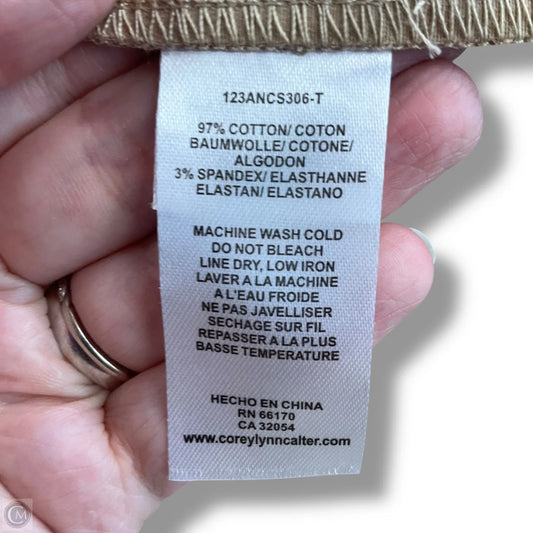 123ANCS306-T
97% COTTON/ COTON
BAUMWOLLE/ COTONE/
ALGODON
3% SPANDEX/ ELASTHANNE
ELASTAN/ ELASTANO
MACHINE WASH COLD
DO NOT BLEACH
LINE DRY, LOW IRON
LAVER A LA MACHINE
A L'EAU FROIDE
NE PAS JAVELLISER
SECHAGE SUR FIL
REPASSER A LA PLUS
BASSE TEMPERATURE
HECHO EN CHINA
RN 66170
CA 32054
www.coreylynncalter.com